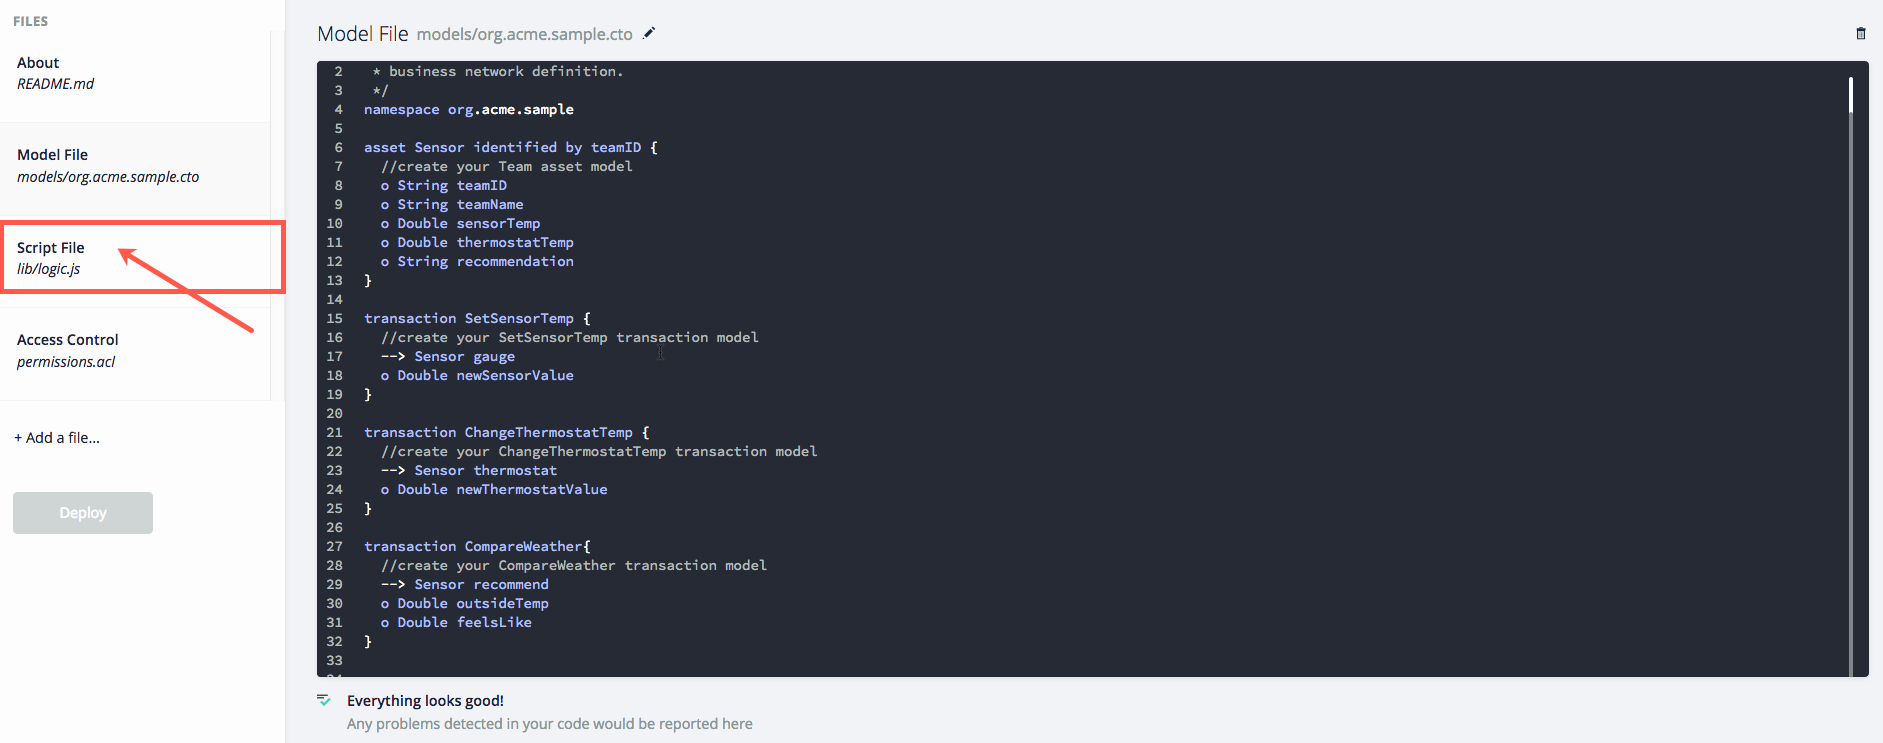 FILES
About
README.md
Model File
models/org.acme.sample.cto
Script File
lib/logic.js
Access Control
permissions.acl
+ Add a file...
Deploy
Model File models/org.acme.sample.cto
2 * business network definition.
3 */
4 namespace org.acme.sample
5
6 asset Sensor identified by teamID {
7 //create your Team asset model
8 o String teamID
9 o String teamName
10 o Double sensorTemp
11 o Double thermostatTemp
12 o String recommendation
13 }
14
15 transaction SetSensorTemp {
16 //create your SetSensorTemp transaction model
17 --> Sensor gauge
18 o Double newSensorValue
19 }
20
21 transaction ChangeThermostatTemp {
22 //create your ChangeThermostatTemp transaction model
23 --> Sensor thermostat
24 o Double newThermostatValue
25 }
26
27 transaction CompareWeather{
28 //create your CompareWeather transaction model
29 --> Sensor recommend
30 o Double outsideTemp
31 o Double feelsLike
32 }
33
Everything looks good!
Any problems detected in your code would be reported here